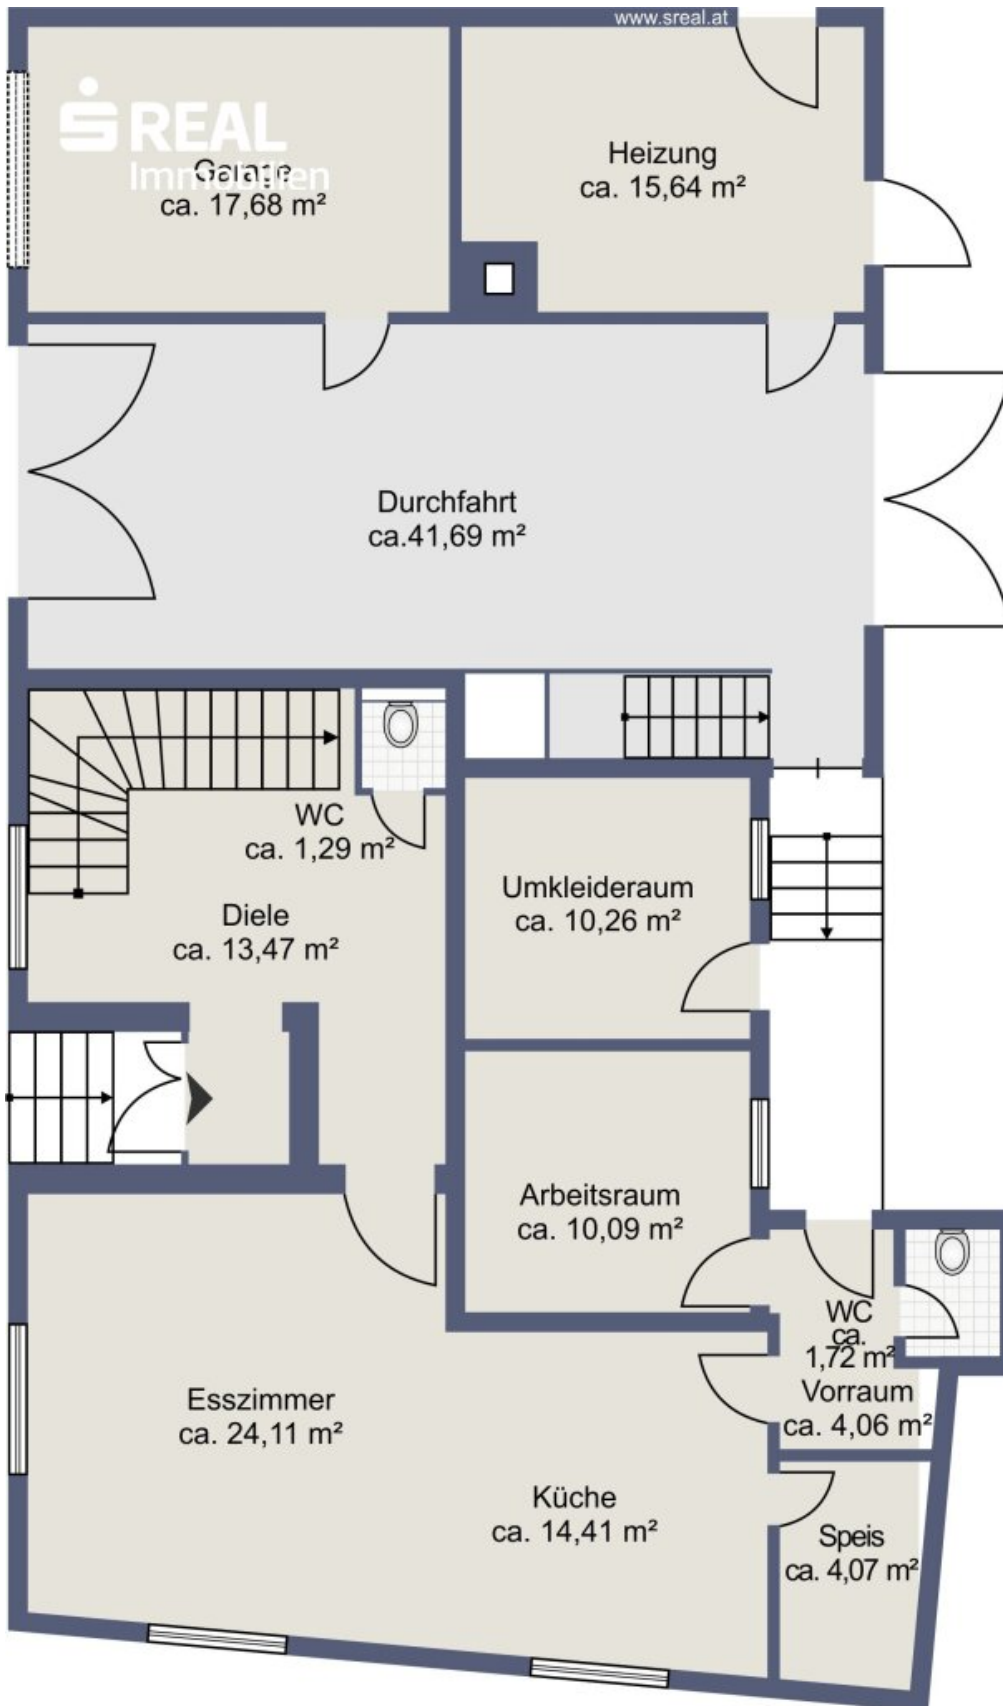 www.sreal.at
S REAL
Immobilien
Garage
ca. 17,68 m²
Heizung
ca. 15,64 m²
Durchfahrt
ca.41,69 m²
WC
ca. 1,29 m²
Diele
ca. 13,47 m²
Umkleideraum
ca. 10,26 m²
Arbeitsraum
ca. 10,09 m²
WC
ca.
1,72 m²
Vorraum
ca. 4,06 m²
Esszimmer
ca. 24,11 m²
Küche
ca. 14,41 m²
Speis
ca. 4,07 m²